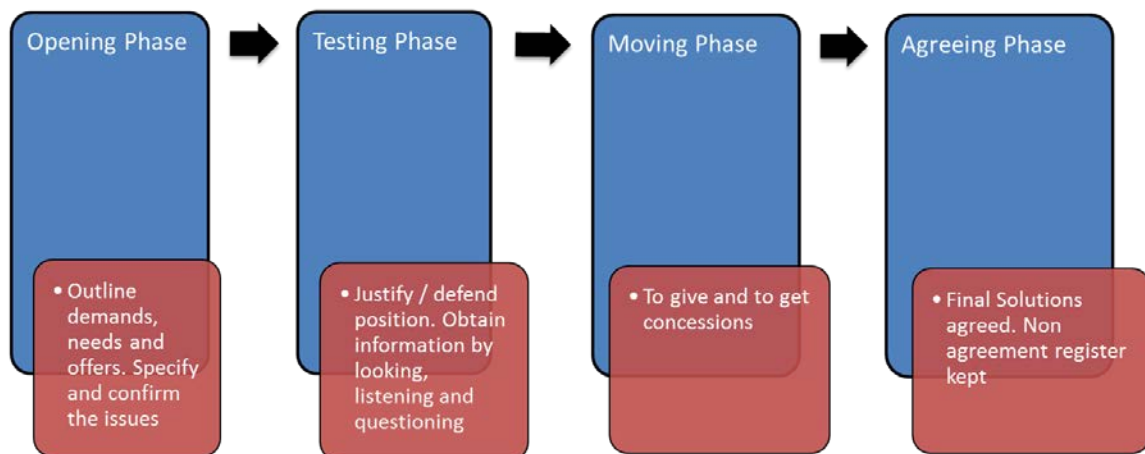 Opening Phase
• Outline
demands,
needs and
offers. Specify
and confirm
the issues
Testing Phase
• Justify / defend
position. Obtain
information by
looking,
listening and
questioning
Moving Phase
• To give and to get
concessions
Agreeing Phase
• Final Solutions
agreed. Non
agreement register
kept